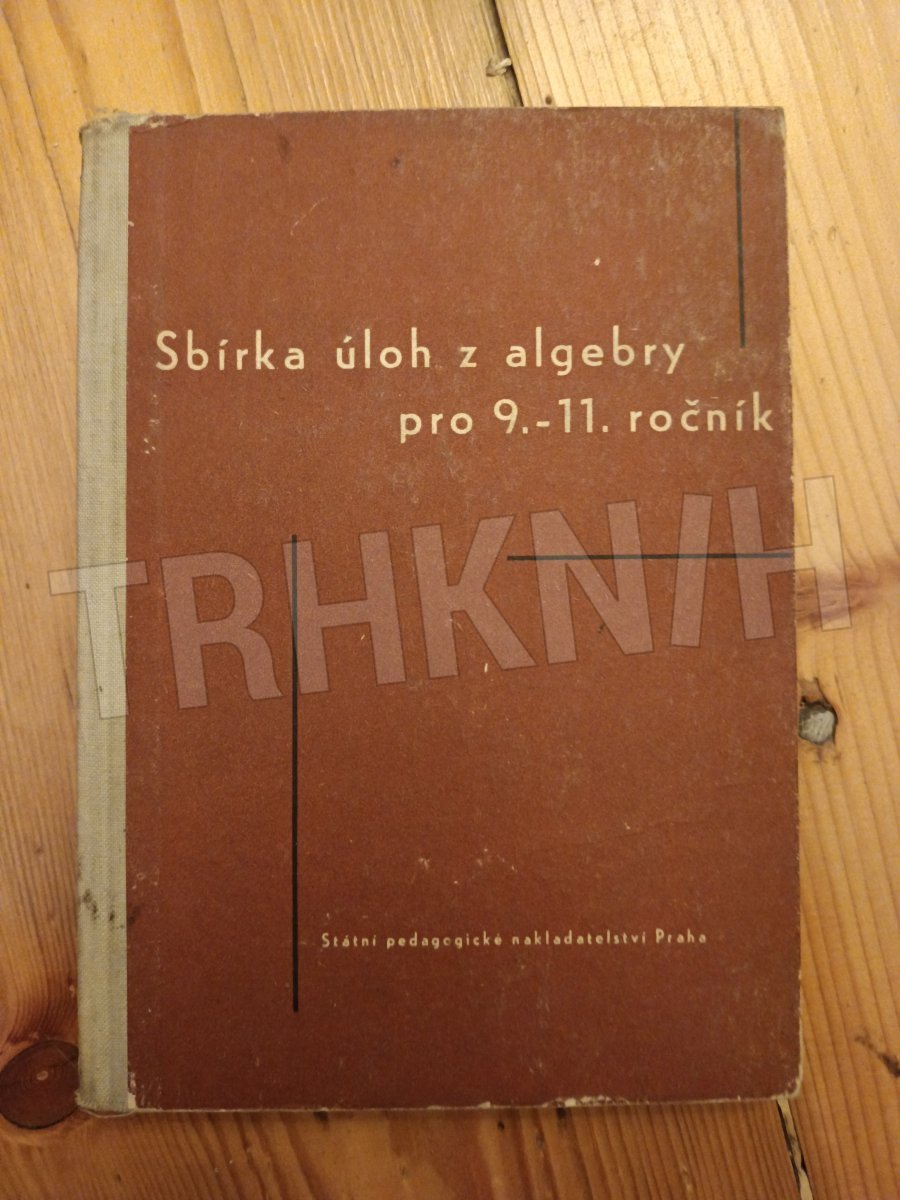 Sbírka úloh z algebry
pro 9.-11. ročník
TRHKNIH
Státní pedagogické nakladatelství Praha